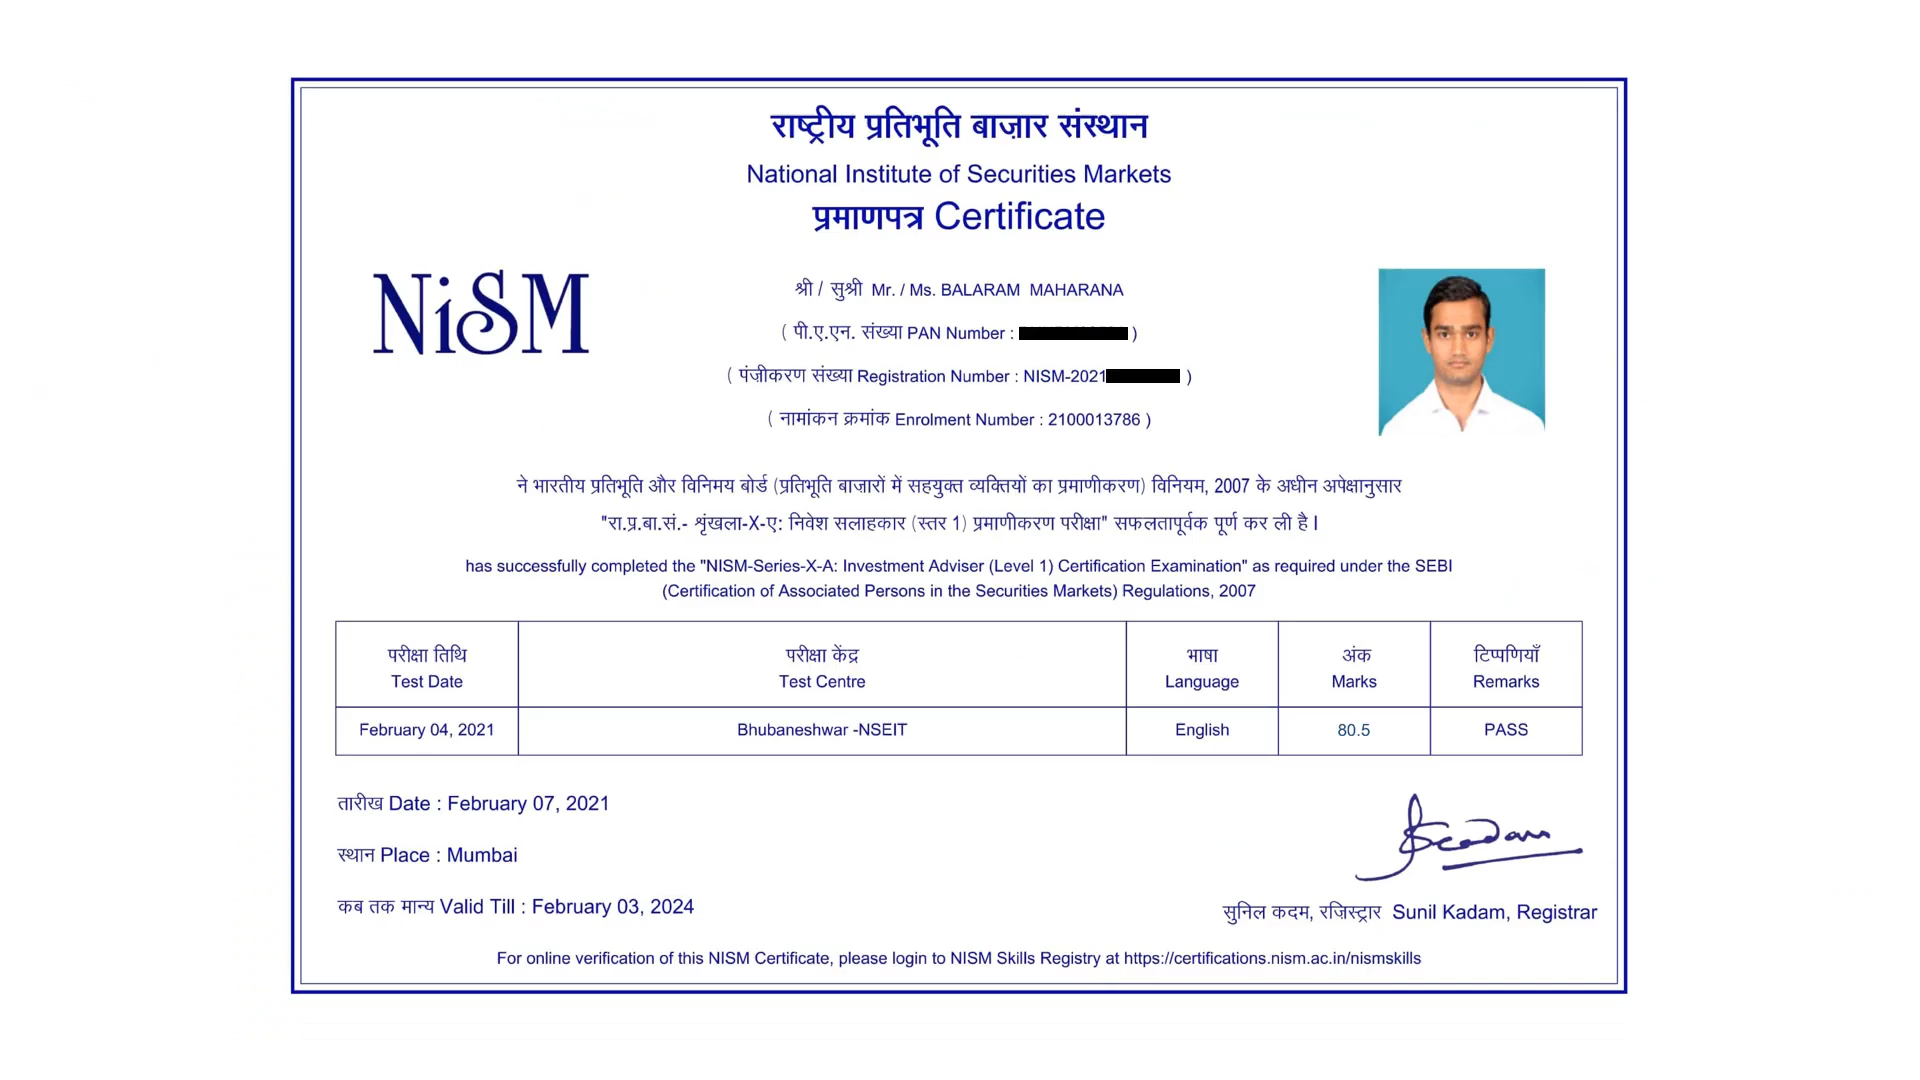 राष्ट्रीय प्रतिभूति बाज़ार संस्थान
National Institute of Securities Markets
प्रमाणपत्र Certificate
NiSM
श्री / सुश्री Mr. / Ms. BALARAM MAHARANA
( पी.ए.एन. संख्या PAN Number : )
( पंजीकरण संख्या Registration Number : NISM-2021 )
( नामांकन क्रमांक Enrolment Number : 2100013786 )
ने भारतीय प्रतिभूति और विनिमय बोर्ड (प्रतिभूति बाजारों में सहयुक्त व्यक्तियों का प्रमाणीकरण) विनियम, 2007 के अधीन अपेक्षानुसार
"रा.प्र.बा.सं.- शृंखला-X-ए: निवेश सलाहकार (स्तर 1) प्रमाणीकरण परीक्षा" सफलतापूर्वक पूर्ण कर ली है।
has successfully completed the "NISM-Series-X-A: Investment Adviser (Level 1) Certification Examination" as required under the SEBI
(Certification of Associated Persons in the Securities Markets) Regulations, 2007
परीक्षा तिथि परीक्षा केंद्र भाषा अंक टिप्पणियाँ
Test Date Test Centre Language Marks Remarks
February 04, 2021 Bhubaneshwar -NSEIT English 80.5 PASS
तारीख Date : February 07, 2021
स्थान Place : Mumbai
कब तक मान्य Valid Till : February 03, 2024
सुनिल कदम, रजिस्ट्रार Sunil Kadam, Registrar
For online verification of this NISM Certificate, please login to NISM Skills Registry at https://certifications.nism.ac.in/nismskills